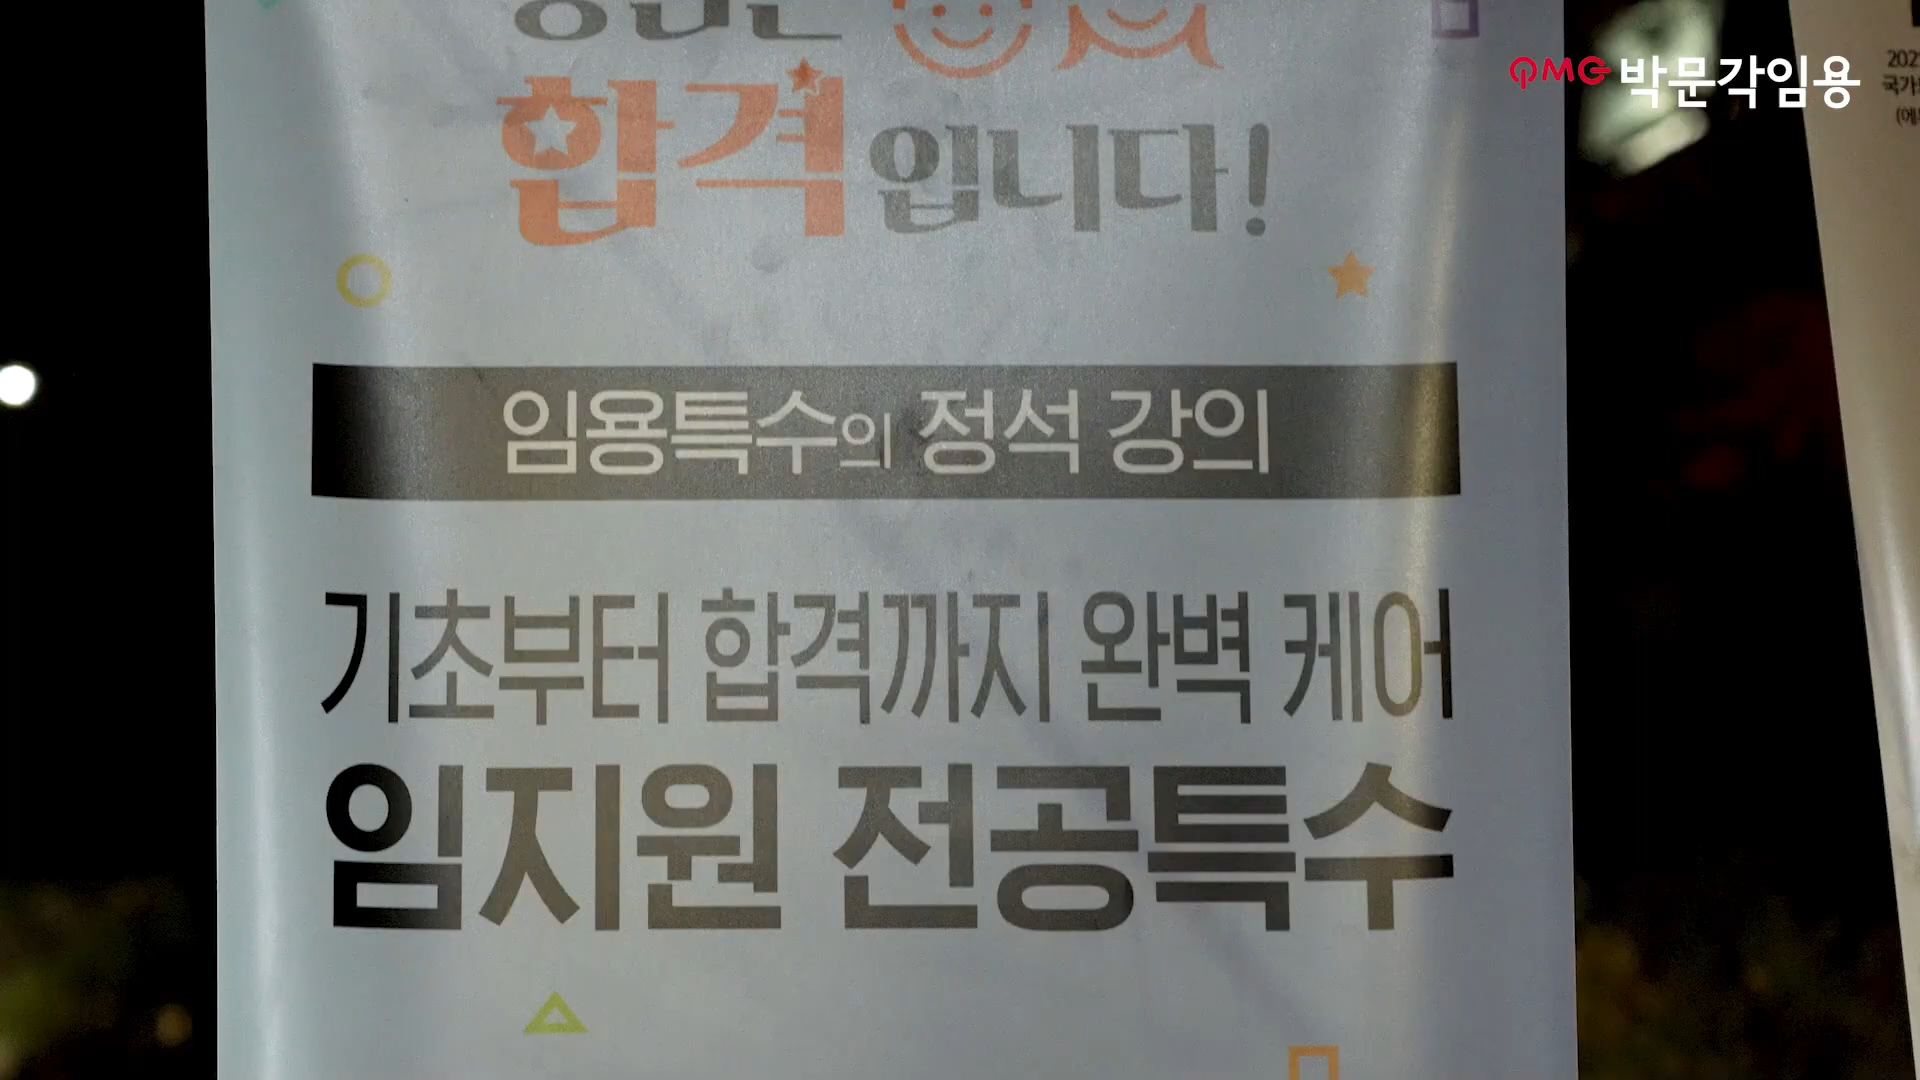 합격입니다!
임용특수의 정석 강의
기초부터 합격까지 완벽 케어
임지원 전공특수
PMG 박문각임용